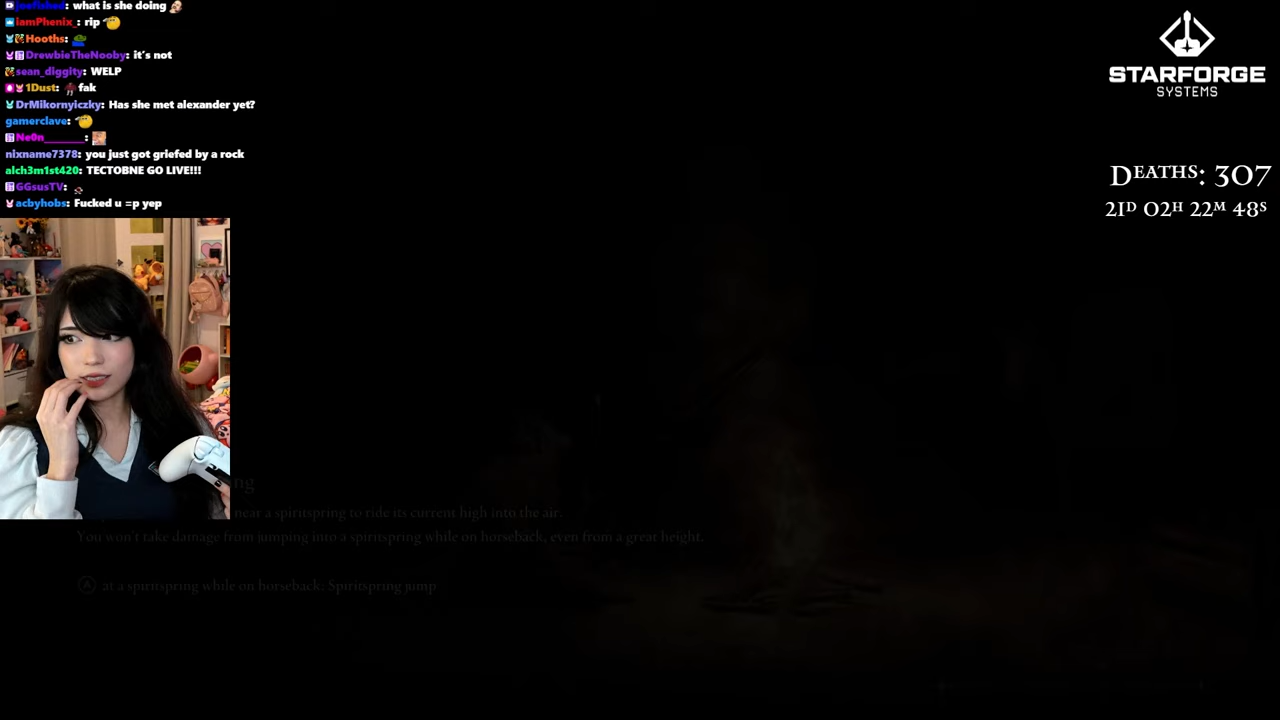 joefished: what is she doing
iamPhenix_: rip
Hooths:
DrewbieTheNooby: it's not
sean_diggity: WELP
1Dust: fak
DrMikornyiczky: Has she met alexander yet?
gamerclave:
Ne0n_______:
nixname7378: you just got griefed by a rock
alch3m1st420: TECTOBNE GO LIVE!!!
GGsusTV:
acbyhobs: Fucked u =p yep
STARFORGE
SYSTEMS
DEATHS: 307
21D 02H 22M 48S
near a spiritspring to ride its current high into the air.
You won't take damage from jumping into a spiritspring while on horseback, even from a great height.
A at a spiritspring while on horseback: Spiritspring jump